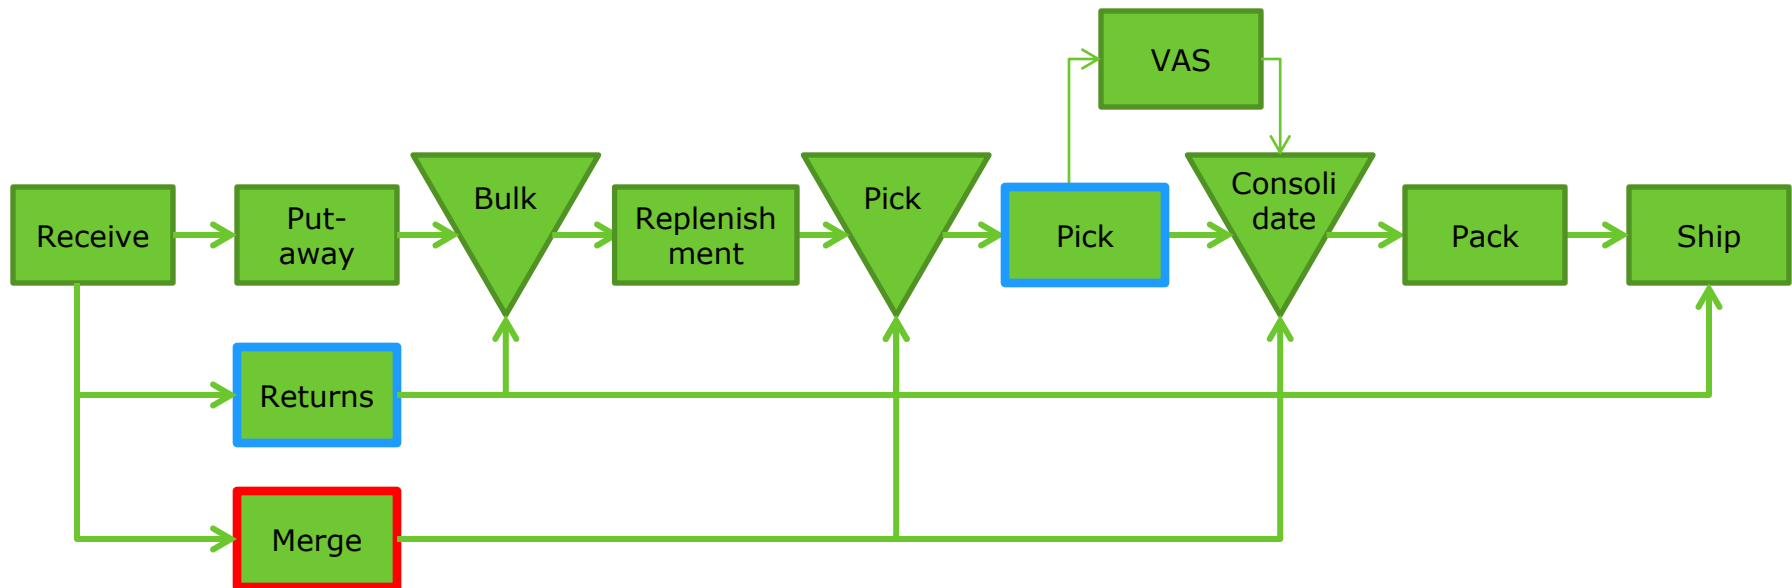 VAS
Receive
Put-
away
Bulk
Replenish
ment
Pick
Pick
Consoli
date
Pack
Ship
Returns
Merge